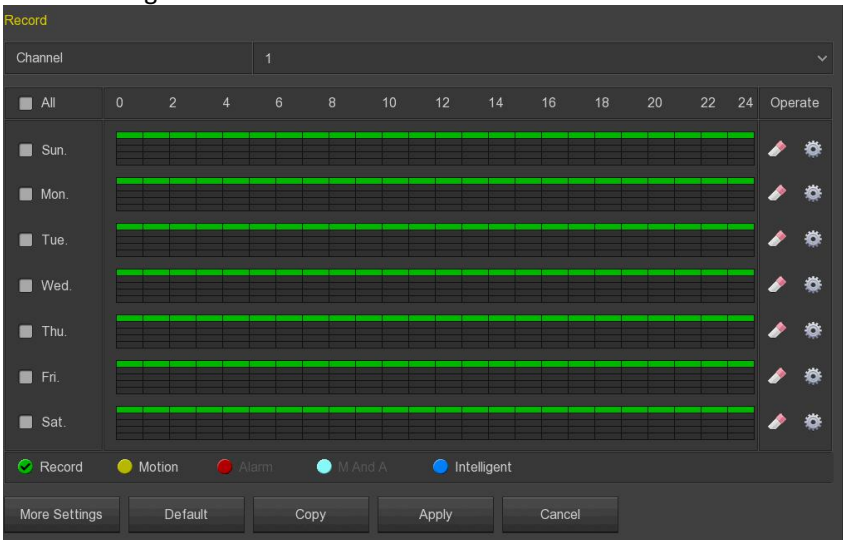 Record
Channel 1
All 0 2 4 6 8 10 12 14 16 18 20 22 24 Operate
Sun.
Mon.
Tue.
Wed.
Thu.
Fri.
Sat.
Record Motion Alarm M And A Intelligent
More Settings Default Copy Apply Cancel